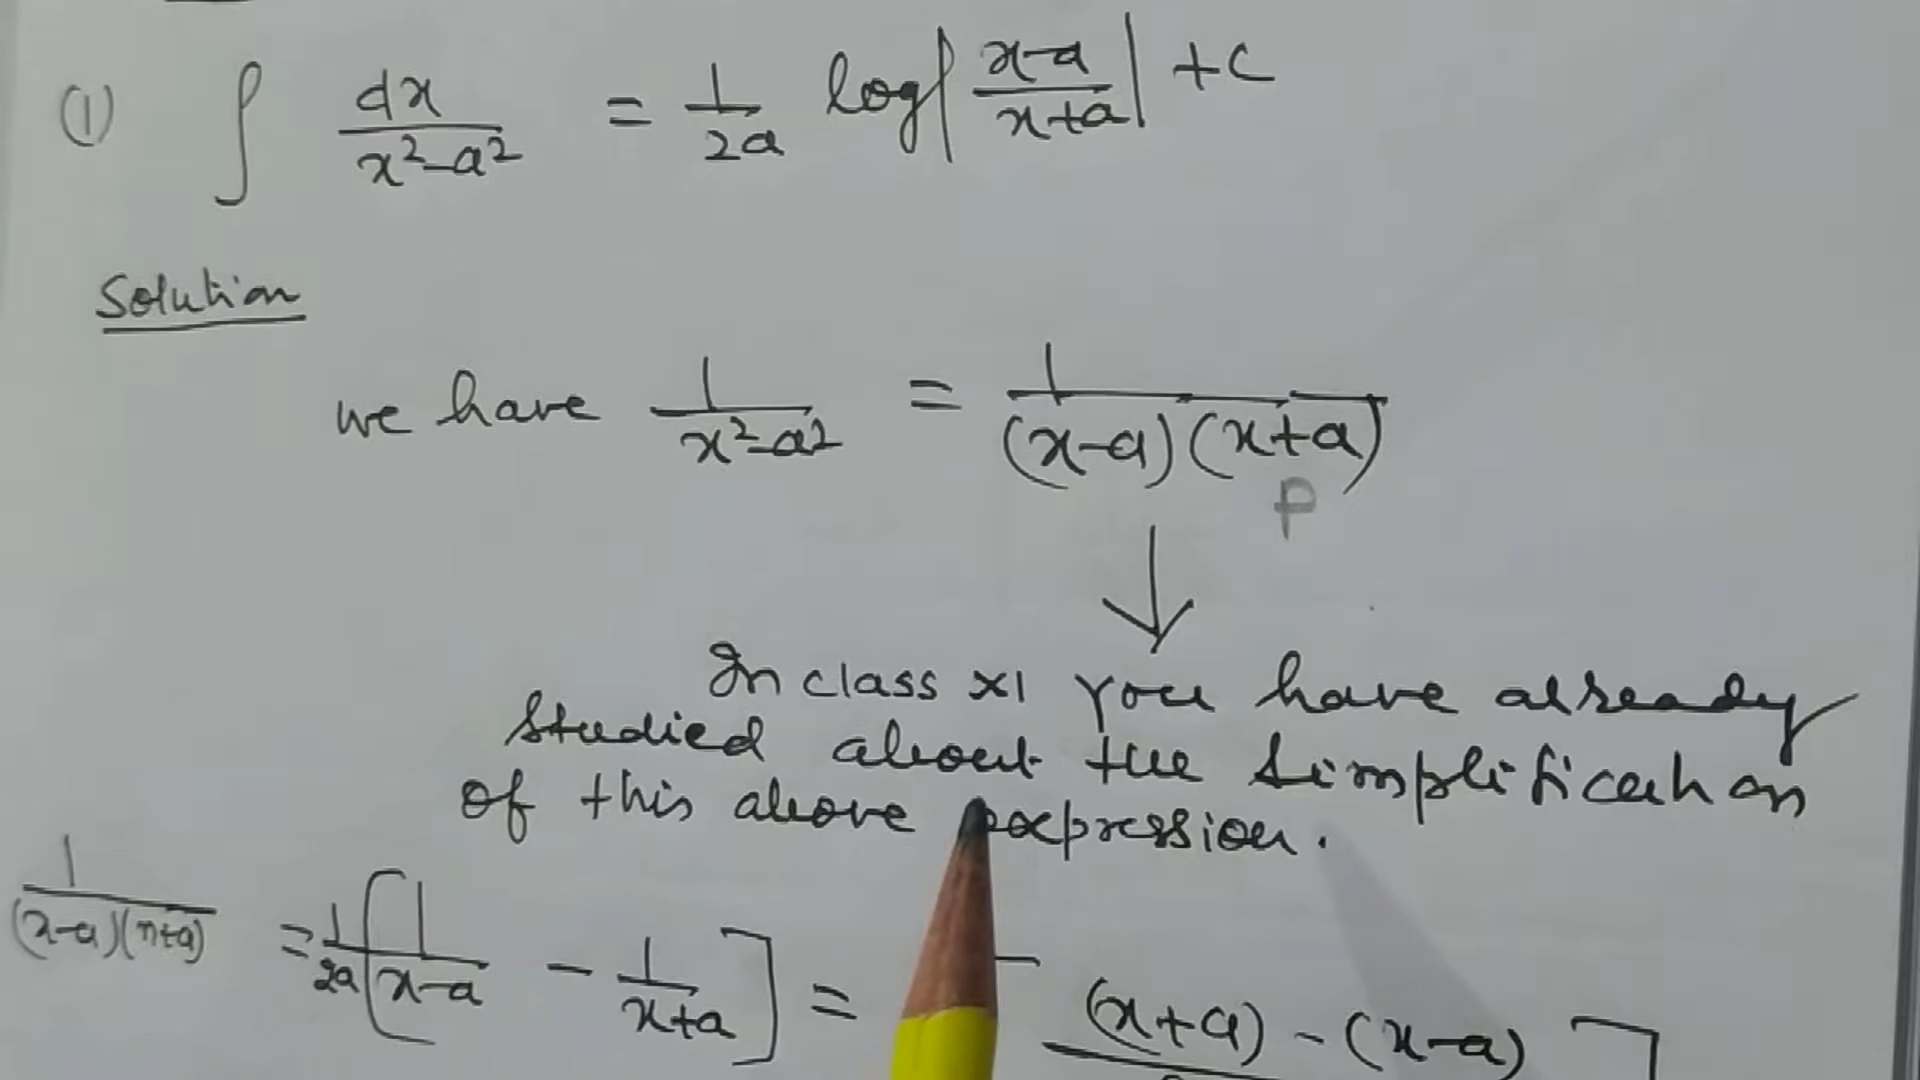 (1) ∫ dx/(x²-a²) = 1/2a log|(x-a)/(x+a)| + c
Solution
we have 1/(x²-a²) = 1/((x-a)(x+a))
P
↓
In class XI you have already
studied about the simplification
of this above expression.
1/((x-a)(x+a)) = 1/2a [1/(x-a) - 1/(x+a)] = (x+a) - (x-a) ]